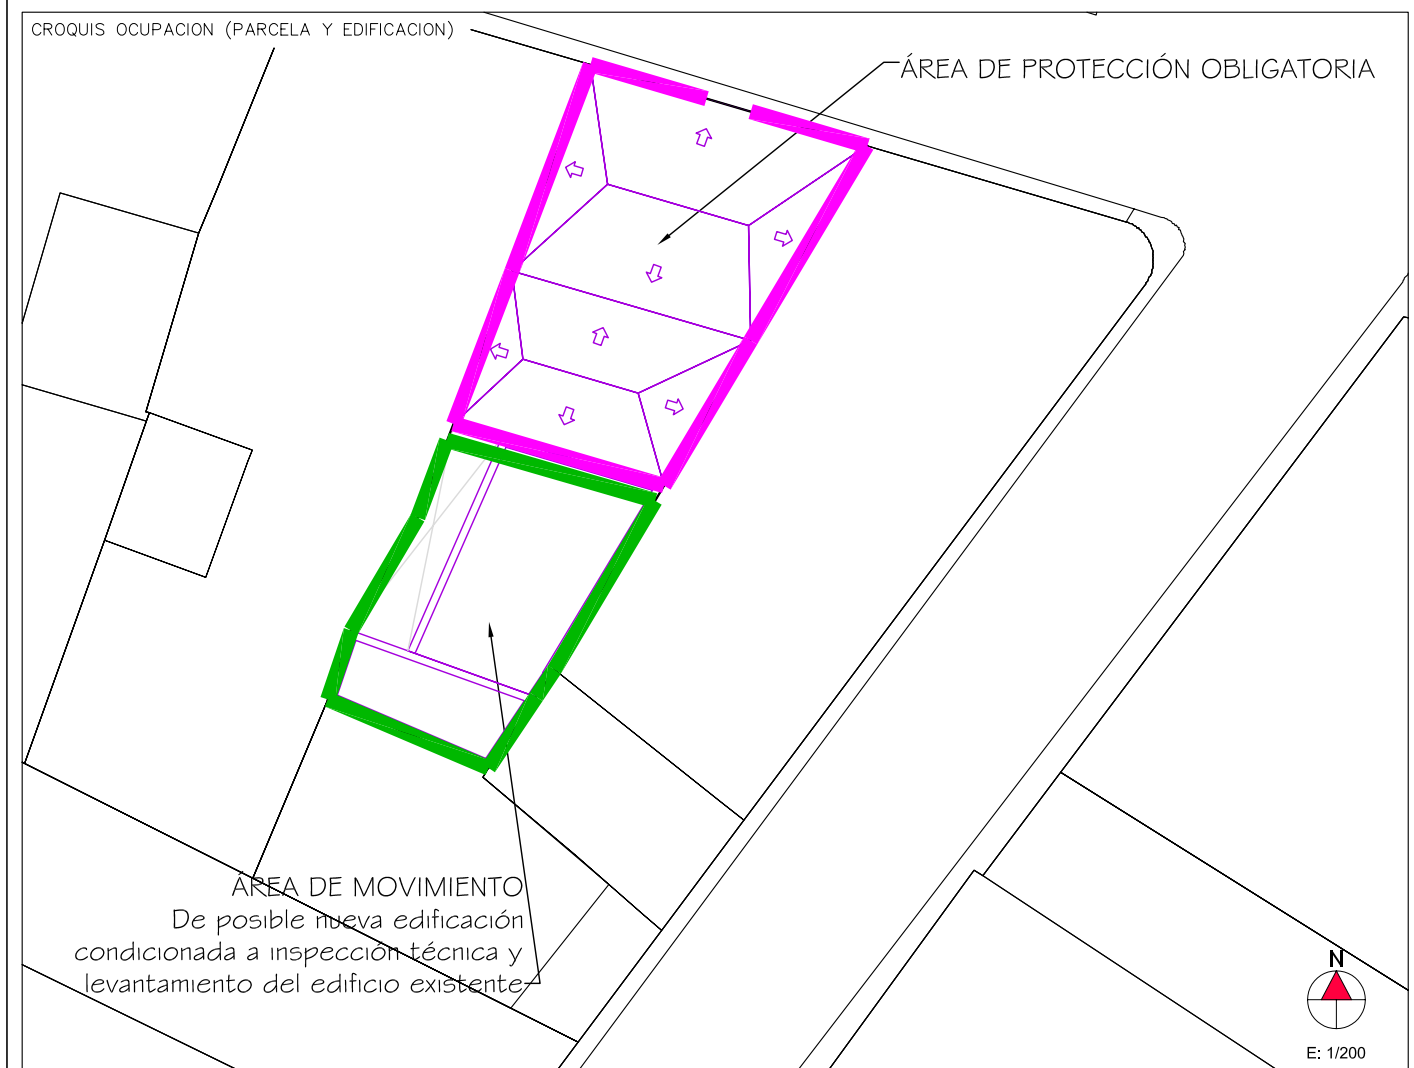 CROQUIS OCUPACION (PARCELA Y EDIFICACION)
ÁREA DE PROTECCIÓN OBLIGATORIA
ÁREA DE MOVIMIENTO
De posible nueva edificación
condicionada a inspección técnica y
levantamiento del edificio existente
N
E: 1/200